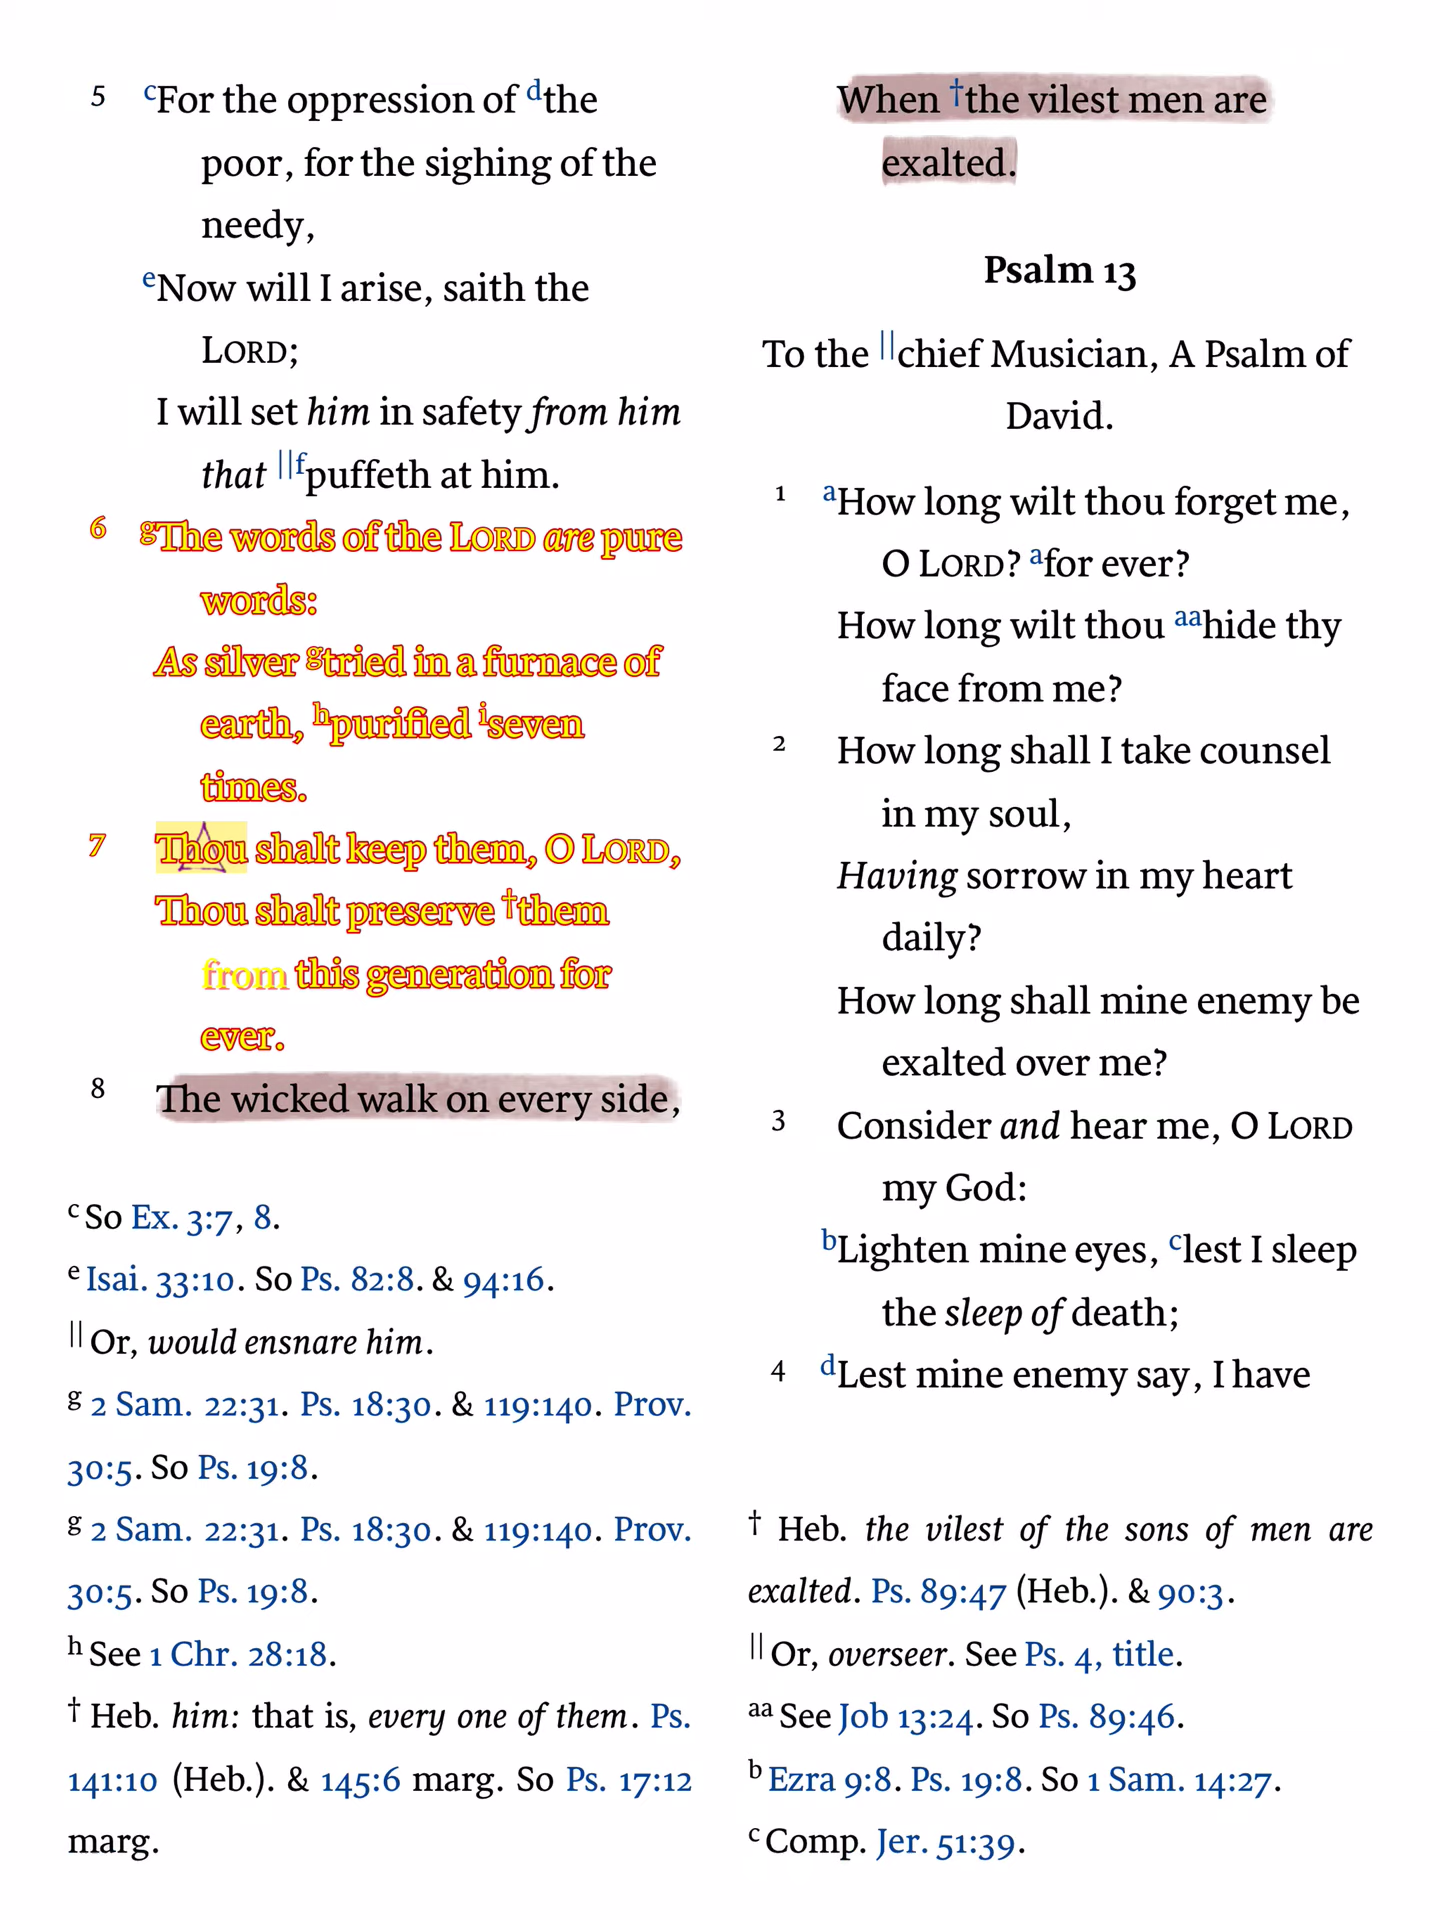 5 cFor the oppression of dthe
poor, for the sighing of the
needy,
eNow will I arise, saith the
LORD;
I will set him in safety from him
that ||fpuffeth at him.
6 gThe words of the LORD are pure
words:
As silver gtried in a furnace of
earth, hpurified iseven
times.
7 Thou shalt keep them, O LORD,
Thou shalt preserve †them
from this generation for
ever.
8 The wicked walk on every side,
c So Ex. 3:7, 8.
e Isai. 33:10. So Ps. 82:8. & 94:16.
|| Or, would ensnare him.
g 2 Sam. 22:31. Ps. 18:30. & 119:140. Prov.
30:5. So Ps. 19:8.
g 2 Sam. 22:31. Ps. 18:30. & 119:140. Prov.
30:5. So Ps. 19:8.
h See 1 Chr. 28:18.
† Heb. him: that is, every one of them. Ps.
141:10 (Heb.). & 145:6 marg. So Ps. 17:12
marg.
When †the vilest men are
exalted.
Psalm 13
To the ||chief Musician, A Psalm of
David.
1 aHow long wilt thou forget me,
O LORD? afor ever?
How long wilt thou aahide thy
face from me?
2 How long shall I take counsel
in my soul,
Having sorrow in my heart
daily?
How long shall mine enemy be
exalted over me?
3 Consider and hear me, O LORD
my God:
bLighten mine eyes, clest I sleep
the sleep of death;
4 dLest mine enemy say, I have
† Heb. the vilest of the sons of men are
exalted. Ps. 89:47 (Heb.). & 90:3.
|| Or, overseer. See Ps. 4, title.
aa See Job 13:24. So Ps. 89:46.
b Ezra 9:8. Ps. 19:8. So 1 Sam. 14:27.
c Comp. Jer. 51:39.